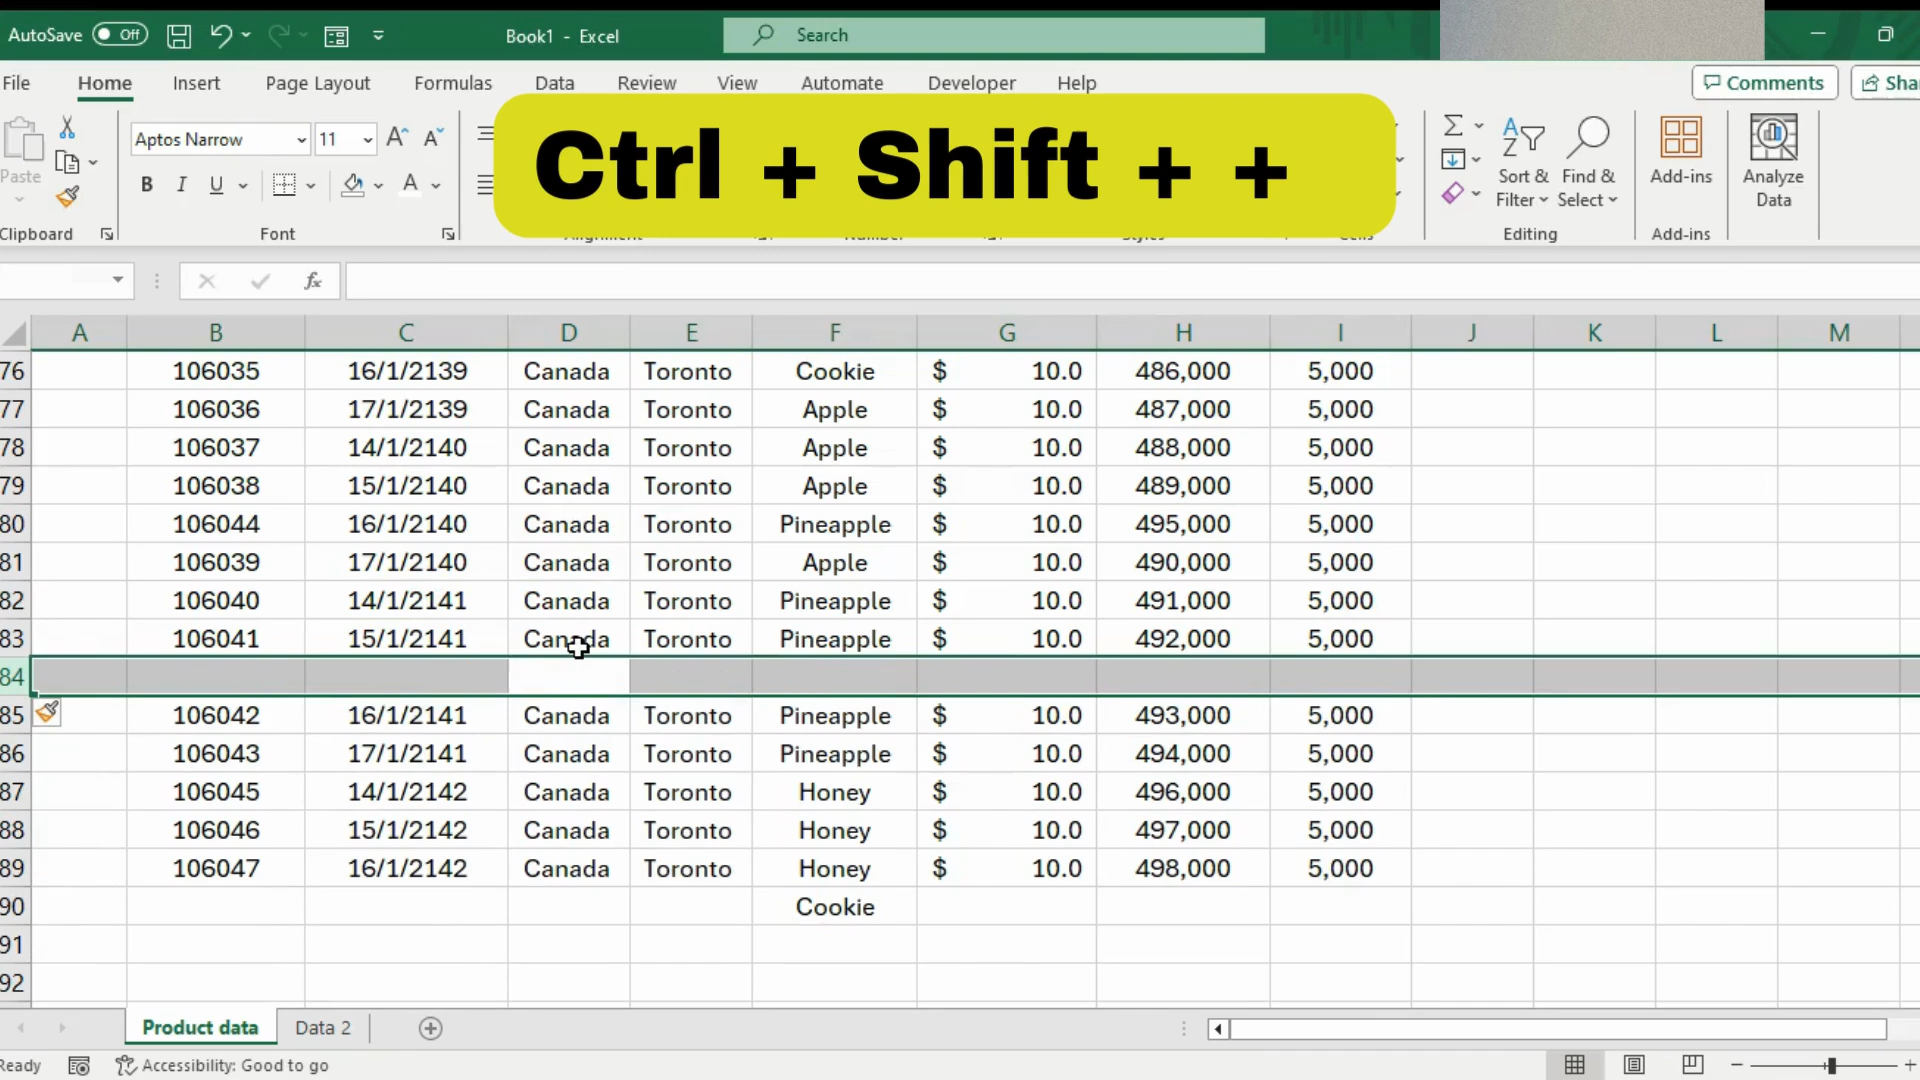 AutoSave Off Book1 - Excel Search
File Home Insert Page Layout Formulas Data Review View Automate Developer Help Comments
Ctrl + Shift + +
Aptos Narrow 11
Paste
B I U A
Sort & Filter Find & Select Add-ins Analyze Data
Clipboard Font Editing Add-ins
fx
A B C D E F G H I J K L M
76 106035 16/1/2139 Canada Toronto Cookie $ 10.0 486,000 5,000
77 106036 17/1/2139 Canada Toronto Apple $ 10.0 487,000 5,000
78 106037 14/1/2140 Canada Toronto Apple $ 10.0 488,000 5,000
79 106038 15/1/2140 Canada Toronto Apple $ 10.0 489,000 5,000
80 106044 16/1/2140 Canada Toronto Pineapple $ 10.0 495,000 5,000
81 106039 17/1/2140 Canada Toronto Apple $ 10.0 490,000 5,000
82 106040 14/1/2141 Canada Toronto Pineapple $ 10.0 491,000 5,000
83 106041 15/1/2141 Canada Toronto Pineapple $ 10.0 492,000 5,000
84
85 106042 16/1/2141 Canada Toronto Pineapple $ 10.0 493,000 5,000
86 106043 17/1/2141 Canada Toronto Pineapple $ 10.0 494,000 5,000
87 106045 14/1/2142 Canada Toronto Honey $ 10.0 496,000 5,000
88 106046 15/1/2142 Canada Toronto Honey $ 10.0 497,000 5,000
89 106047 16/1/2142 Canada Toronto Honey $ 10.0 498,000 5,000
90 Cookie
91
92
Product data Data 2
Ready Accessibility: Good to go